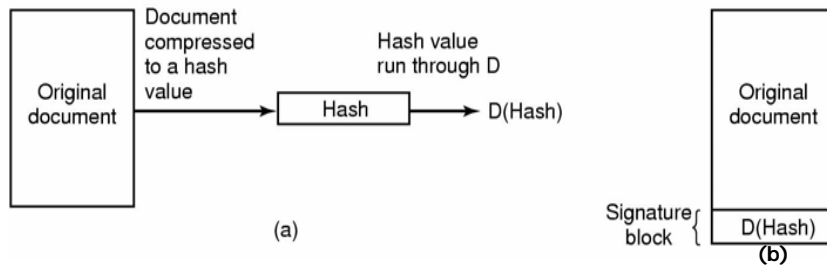 Original
document
Document
compressed
to a hash
value
Hash
Hash value
run through D
D(Hash)
(a)
Original
document
Signature
block
D(Hash)
(b)